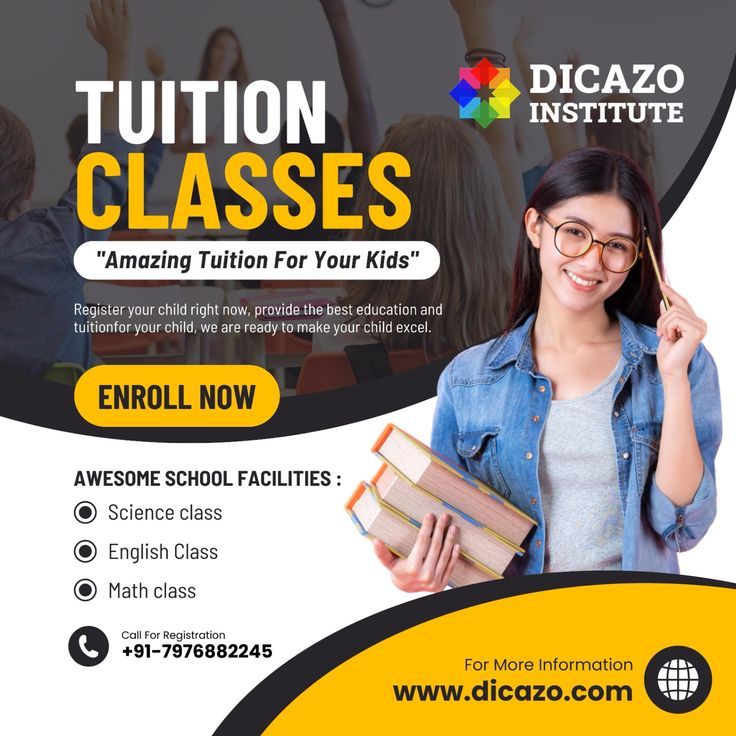 DICAZO
INSTITUTE
TUITION
CLASSES
"Amazing Tuition For Your Kids"
Register your child right now, provide the best education and
tuitionfor your child, we are ready to make your child excel.
ENROLL NOW
AWESOME SCHOOL FACILITIES :
Science class
English Class
Math class
Call For Registration
+91-7976882245
For More Information
www.dicazo.com